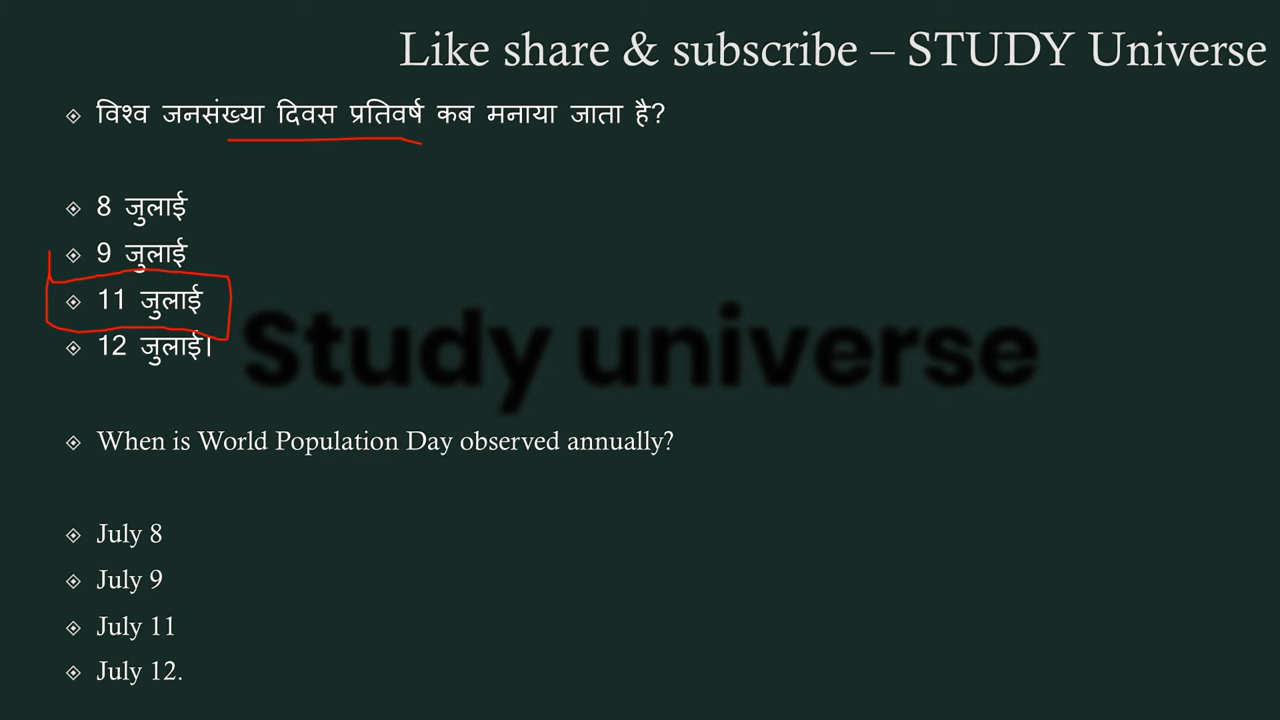 Like share & subscribe – STUDY Universe
विश्व जनसंख्या दिवस प्रतिवर्ष कब मनाया जाता है?
8 जुलाई
9 जुलाई
11 जुलाई
12 जुलाई।
Study universe
When is World Population Day observed annually?
July 8
July 9
July 11
July 12.